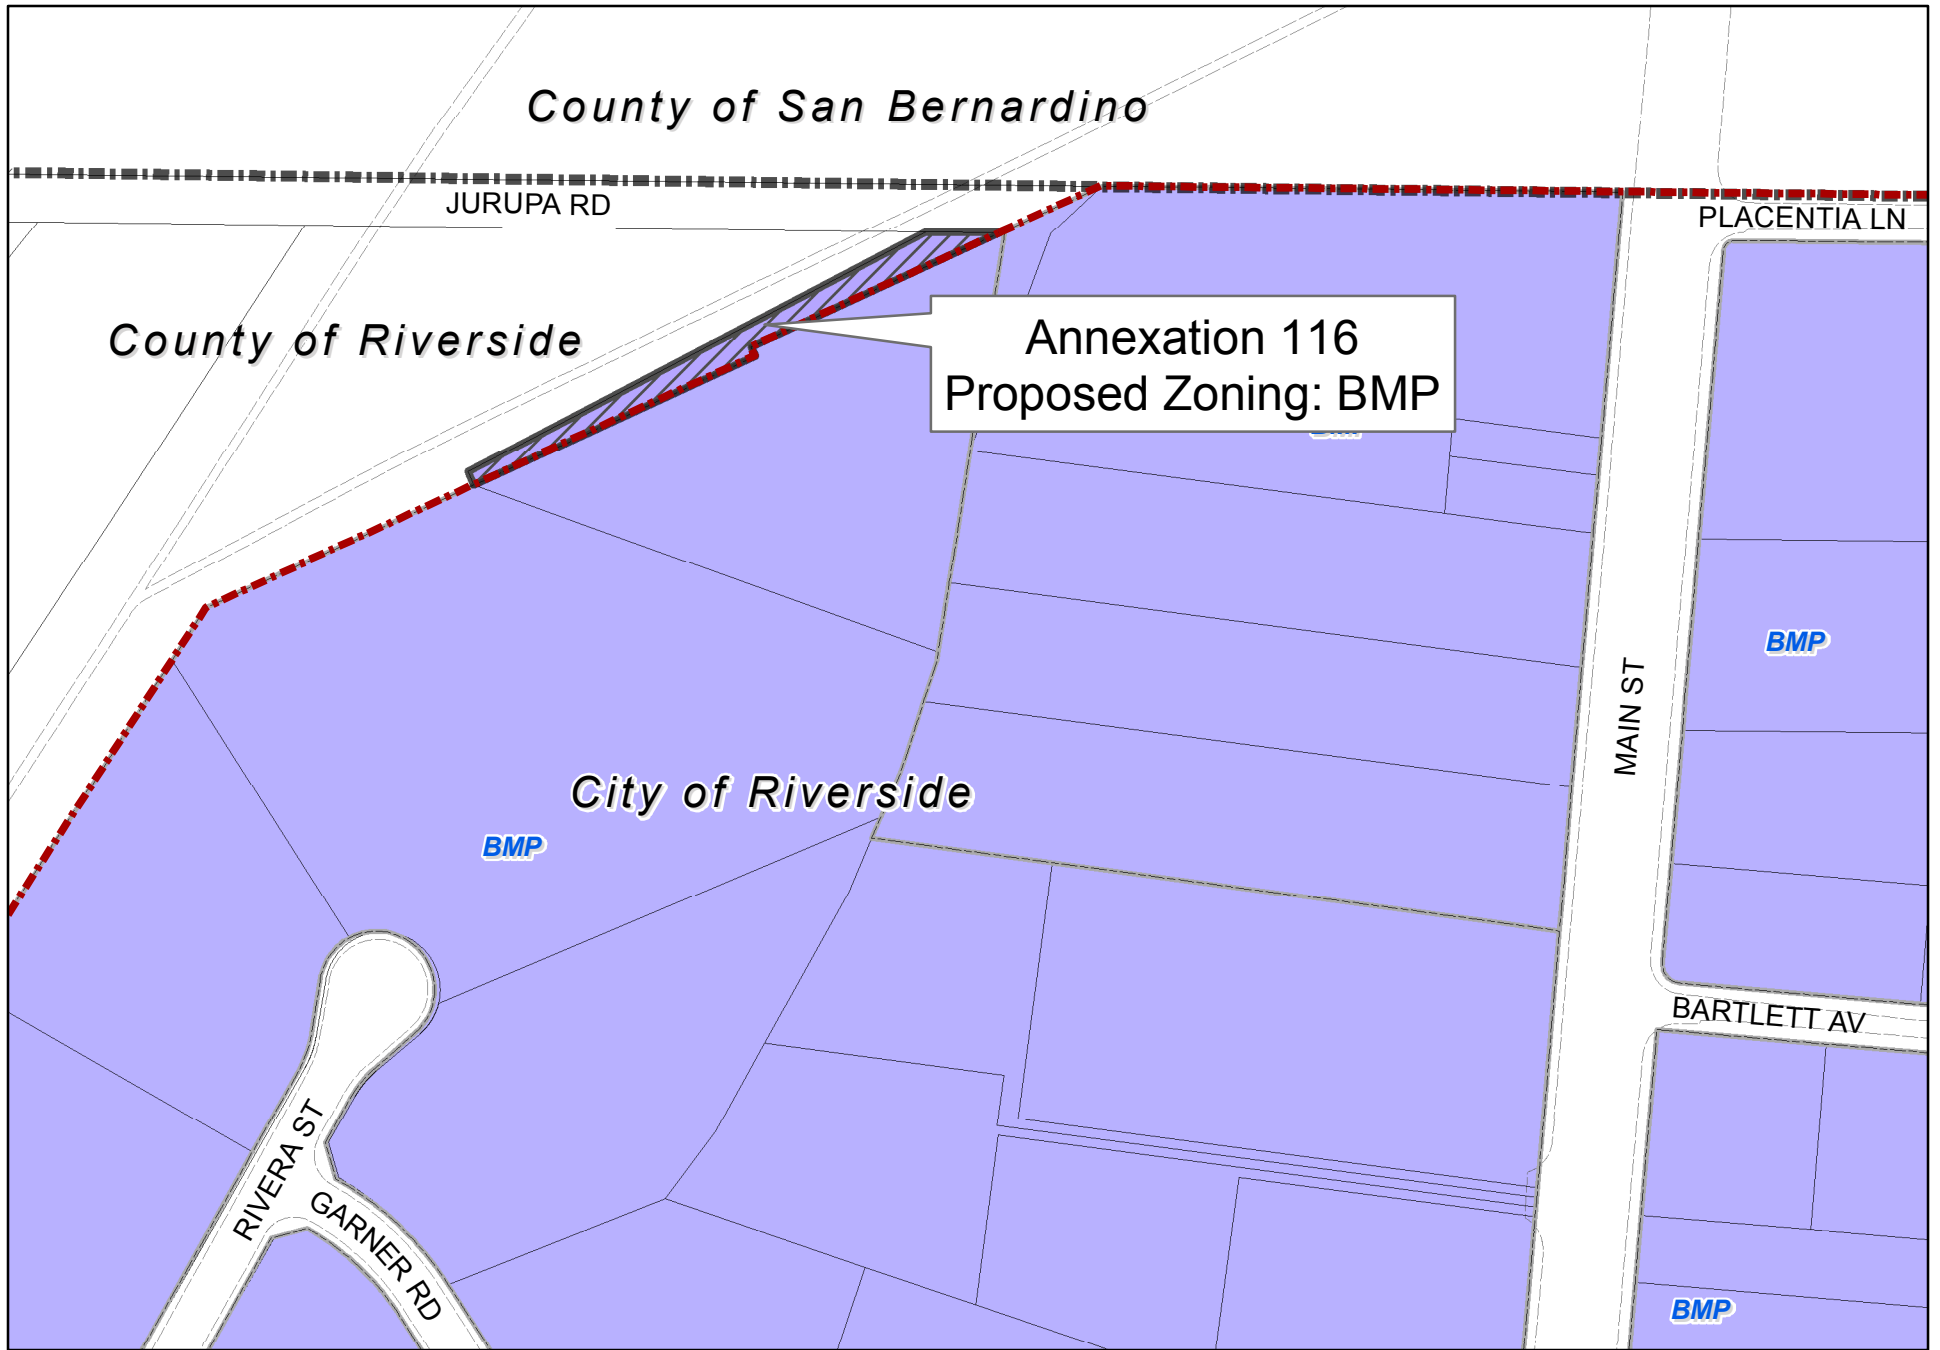 County of San Bernardino
JURUPA RD
PLACENTIA LN
County of Riverside
Annexation 116
Proposed Zoning: BMP
BMP
MAIN ST
City of Riverside
BMP
BARTLETT AV
RIVERA ST
GARNER RD
BMP